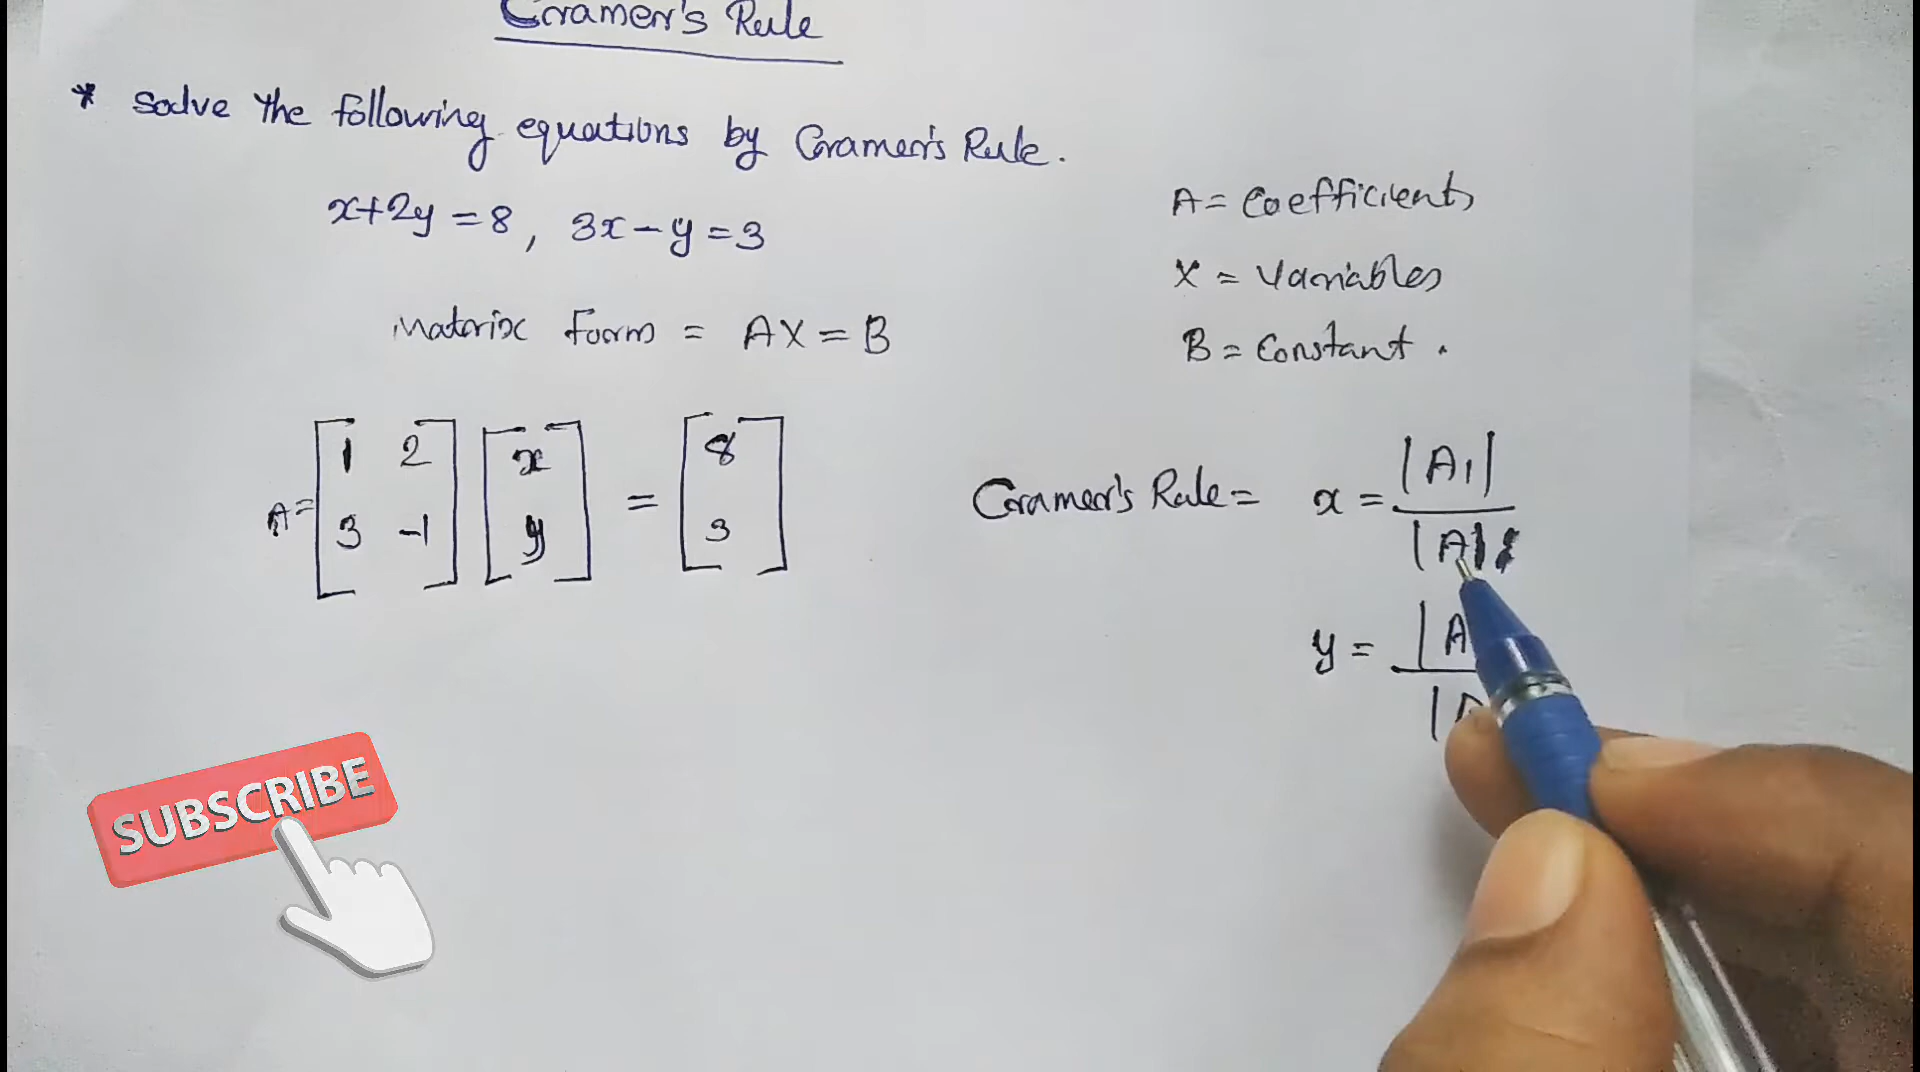 Cramer's Rule
* Solve the following equations by Cramer's Rule.
x+2y=8, 3x-y=3
A = Coefficients
X = Variables
B = Constant.
Matrix Form = AX=B
A= [1 2 3 -1] [x y] = [8 3]
Cramer's Rule = x = |A1| / |A|
y = |A / |
SUBSCRIBE